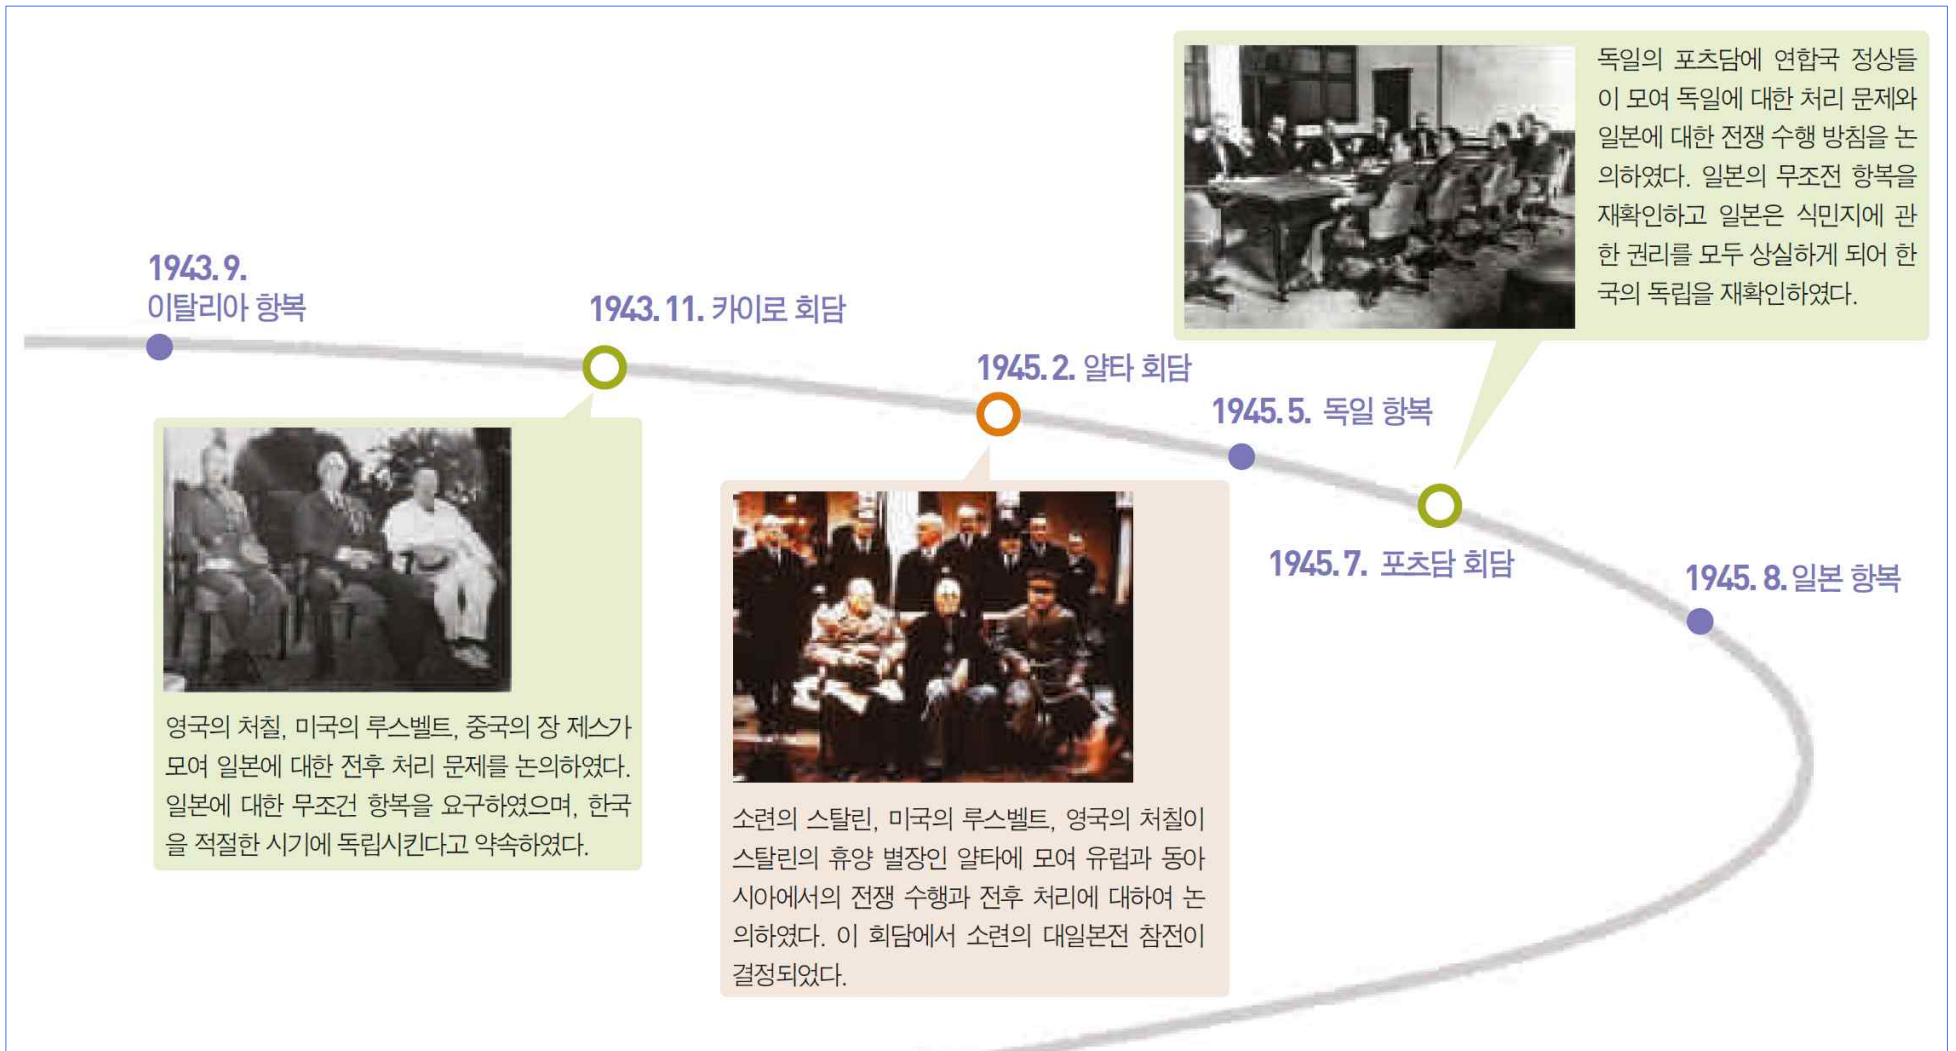 1943. 9.
이탈리아 항복
1943. 11. 카이로 회담
영국의 처칠, 미국의 루스벨트, 중국의 장 제스가
모여 일본에 대한 전후 처리 문제를 논의하였다.
일본에 대한 무조건 항복을 요구하였으며, 한국
을 적절한 시기에 독립시킨다고 약속하였다.
1945. 2. 얄타 회담
소련의 스탈린, 미국의 루스벨트, 영국의 처칠이
스탈린의 휴양 별장인 얄타에 모여 유럽과 동아
시아에서의 전쟁 수행과 전후 처리에 대하여 논
의하였다. 이 회담에서 소련의 대일본전 참전이
결정되었다.
1945. 5. 독일 항복
독일의 포츠담에 연합국 정상들
이 모여 독일에 대한 처리 문제와
일본에 대한 전쟁 수행 방침을 논
의하였다. 일본의 무조전 항복을
재확인하고 일본은 식민지에 관
한 권리를 모두 상실하게 되어 한
국의 독립을 재확인하였다.
1945. 7. 포츠담 회담
1945. 8. 일본 항복